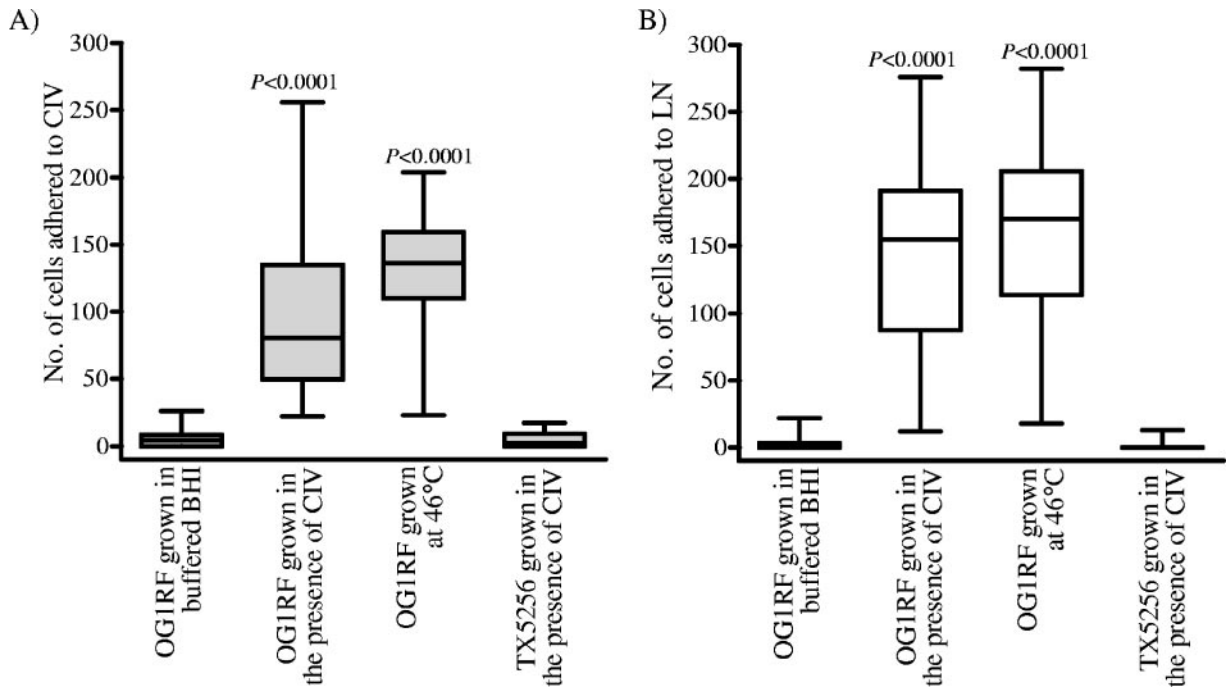 A)
No. of cells adhered to CIV
300
250
200
150
100
50
0
P<0.0001
P<0.0001
OG1RF grown in
buffered BHI
OG1RF grown in
the presence of CIV
OG1RF grown
at 46°C
TX5256 grown in
the presence of CIV
B)
No. of cells adhered to LN
300
250
200
150
100
50
0
P<0.0001
P<0.0001
OG1RF grown in
buffered BHI
OG1RF grown in
the presence of CIV
OG1RF grown
at 46°C
TX5256 grown in
the presence of CIV